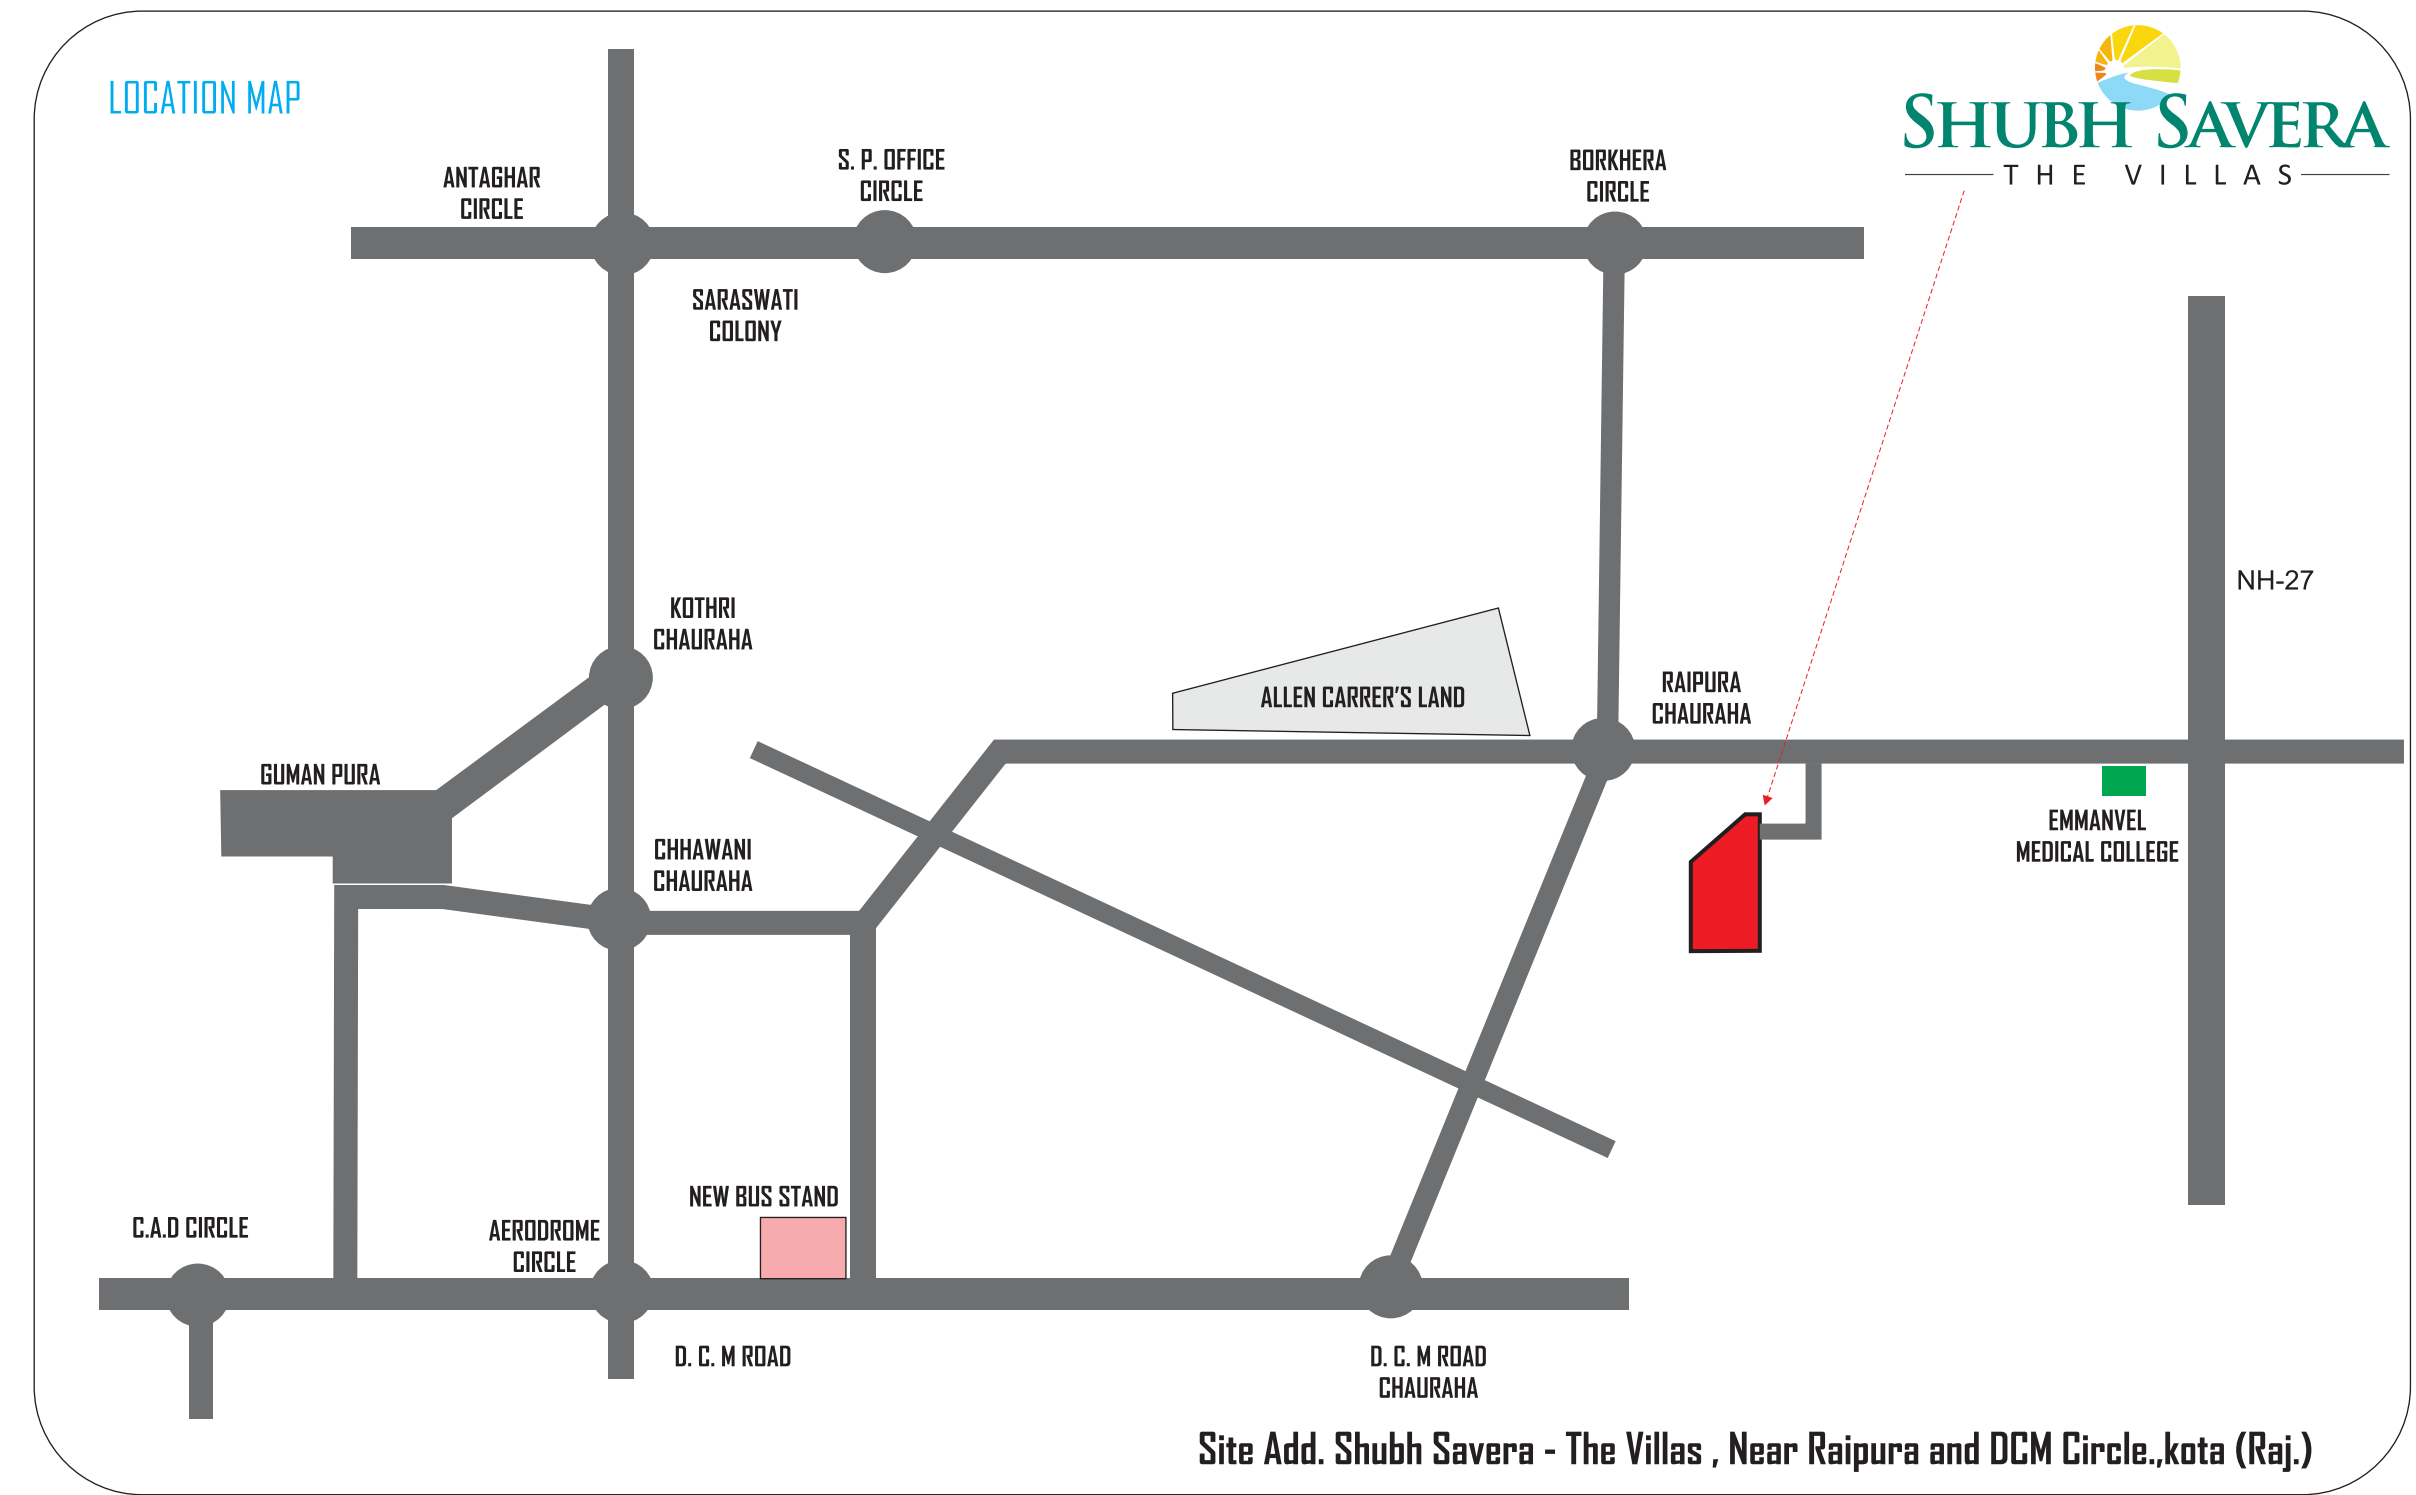 LOCATION MAP
SHUBH SAVERA
THE VILLAS
S. P. OFFICE
CIRCLE
BORKHERA
CIRCLE
ANTAGHAR
CIRCLE
SARASWATI
COLONY
NH-27
KOTHRI
CHAURAHA
RAIPURA
CHAURAHA
ALLEN CARRER'S LAND
GUMAN PURA
EMMANVEL
MEDICAL COLLEGE
CHHAWANI
CHAURAHA
NEW BUS STAND
C.A.D CIRCLE
AERODROME
CIRCLE
D. C. M ROAD
D. C. M ROAD
CHAURAHA
Site Add. Shubh Savera - The Villas , Near Raipura and DCM Circle.,kota (Raj.)